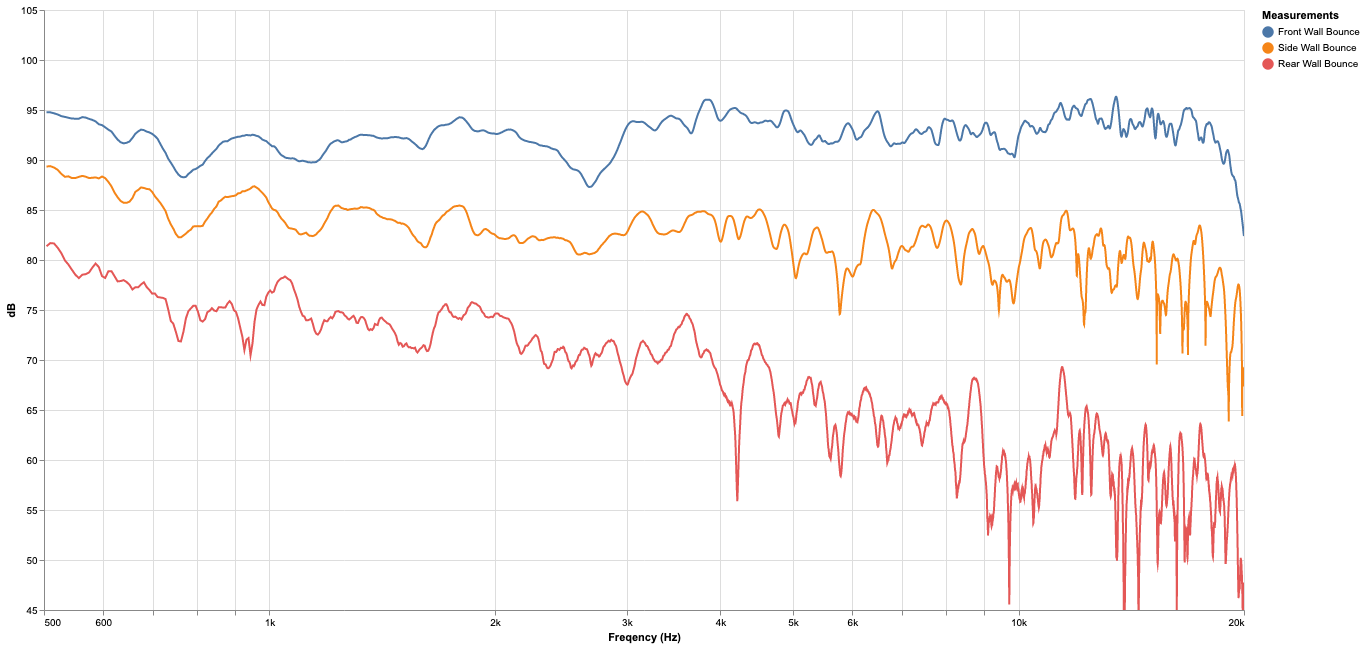 Measurements
Front Wall Bounce
Side Wall Bounce
Rear Wall Bounce
105
100
95
90
85
80
75
70
65
60
55
50
45
dB
500 600 1k 2k 3k 4k 5k 6k 10k 20k
Freqency (Hz)